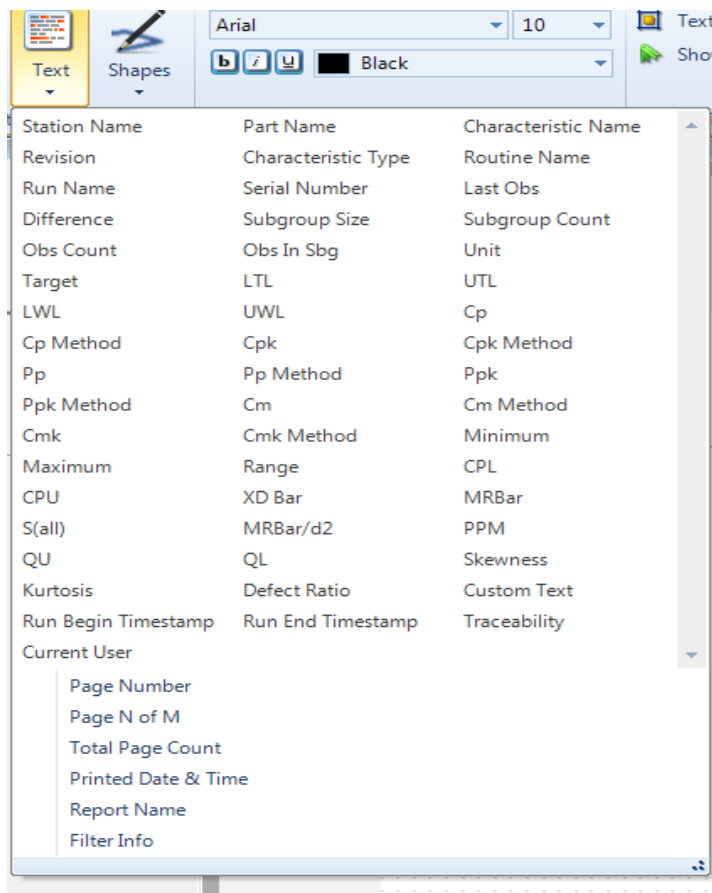 Arial 10 Text
b i u Black Sho
Text Shapes
Station Name Part Name Characteristic Name
Revision Characteristic Type Routine Name
Run Name Serial Number Last Obs
Difference Subgroup Size Subgroup Count
Obs Count Obs In Sbg Unit
Target LTL UTL
LWL UWL Cp
Cp Method Cpk Cpk Method
Pp Pp Method Ppk
Ppk Method Cm Cm Method
Cmk Cmk Method Minimum
Maximum Range CPL
CPU XD Bar MRBar
S(all) MRBar/d2 PPM
QU QL Skewness
Kurtosis Defect Ratio Custom Text
Run Begin Timestamp Run End Timestamp Traceability
Current User
Page Number
Page N of M
Total Page Count
Printed Date & Time
Report Name
Filter Info